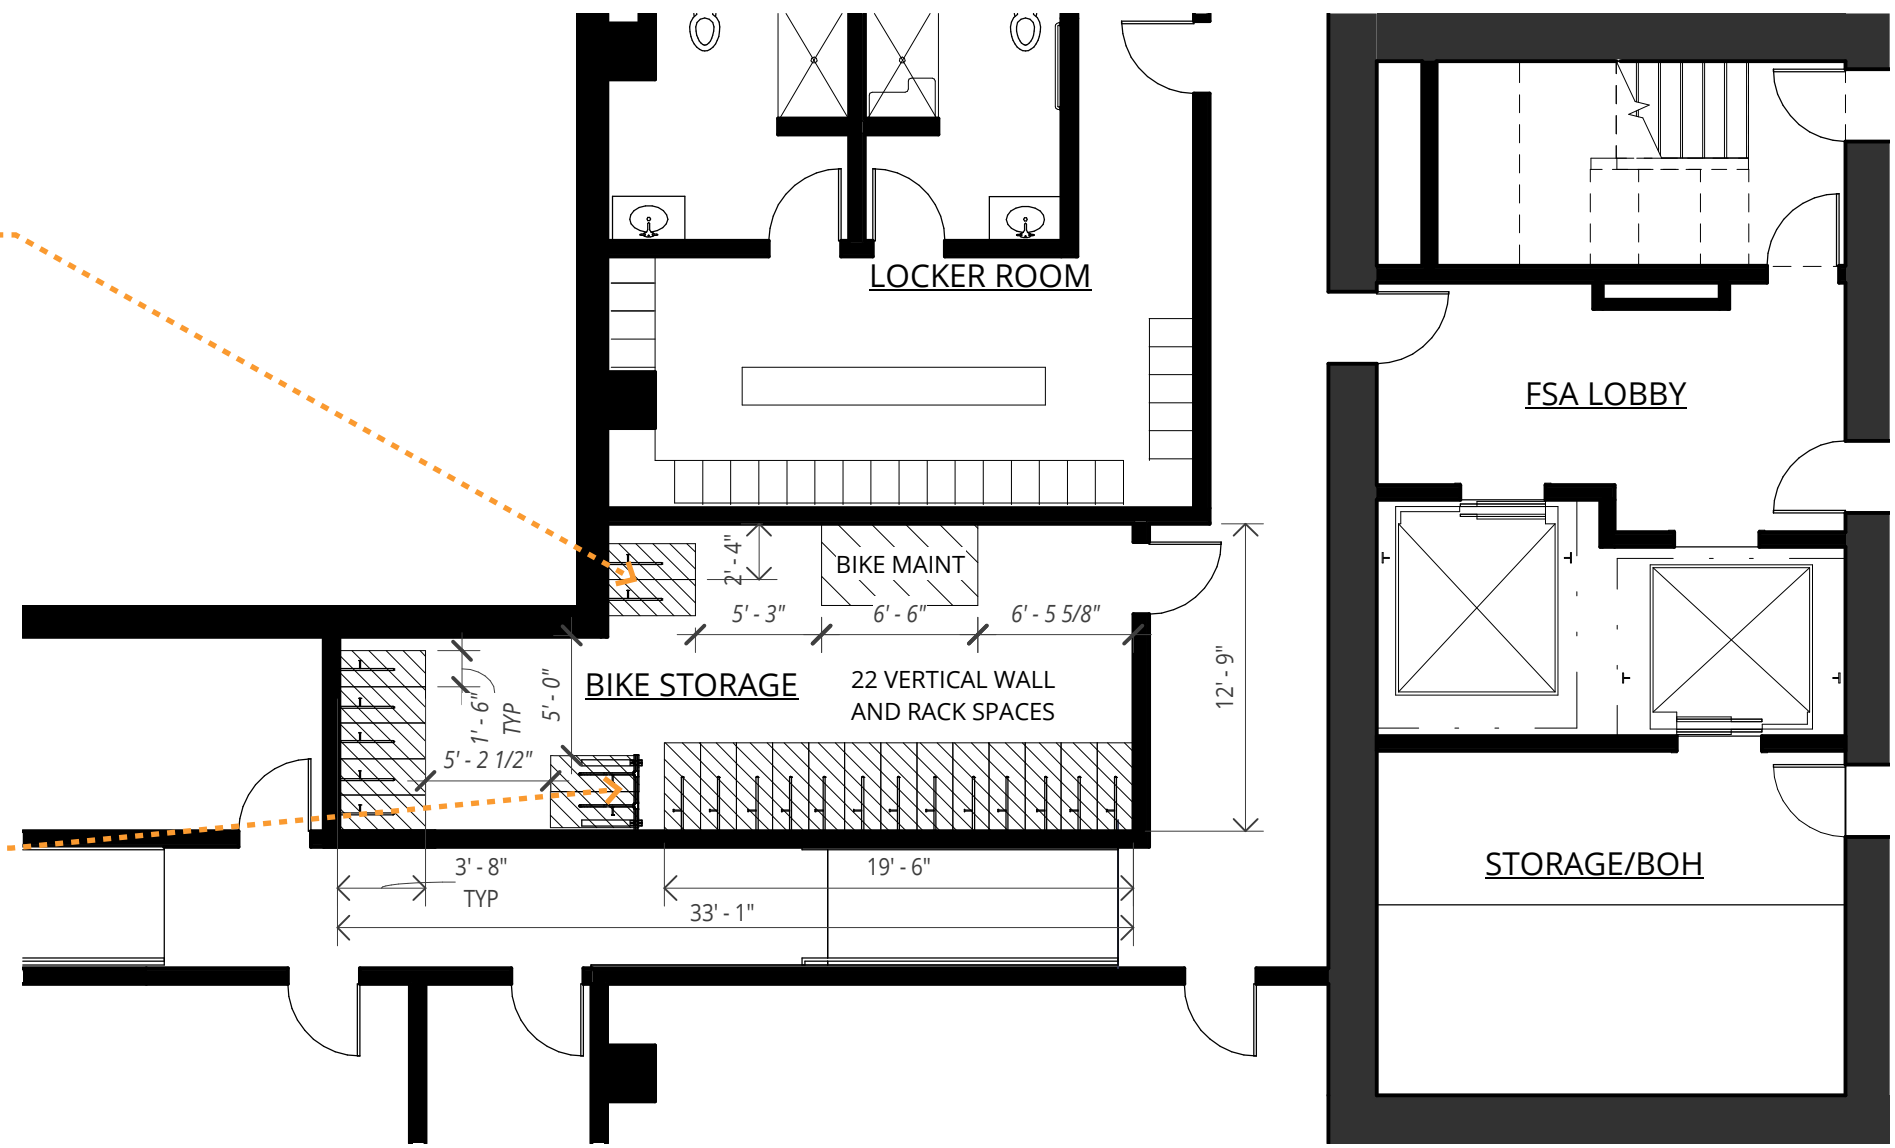 LOCKER ROOM
FSA LOBBY
2' - 4"
BIKE MAINT
5' - 3"
6' - 6"
6' - 5 5/8"
12' - 9"
BIKE STORAGE
22 VERTICAL WALL
AND RACK SPACES
5' - 0"
1' - 6"
TYP
5' - 2 1/2"
3' - 8"
TYP
19' - 6"
33' - 1"
STORAGE/BOH